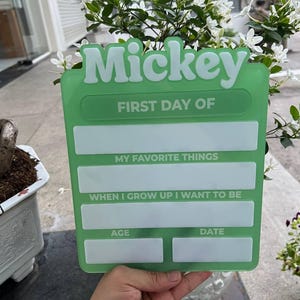 Mickey
FIRST DAY OF
MY FAVORITE THINGS
WHEN I GROW UP I WANT TO BE
AGE DATE